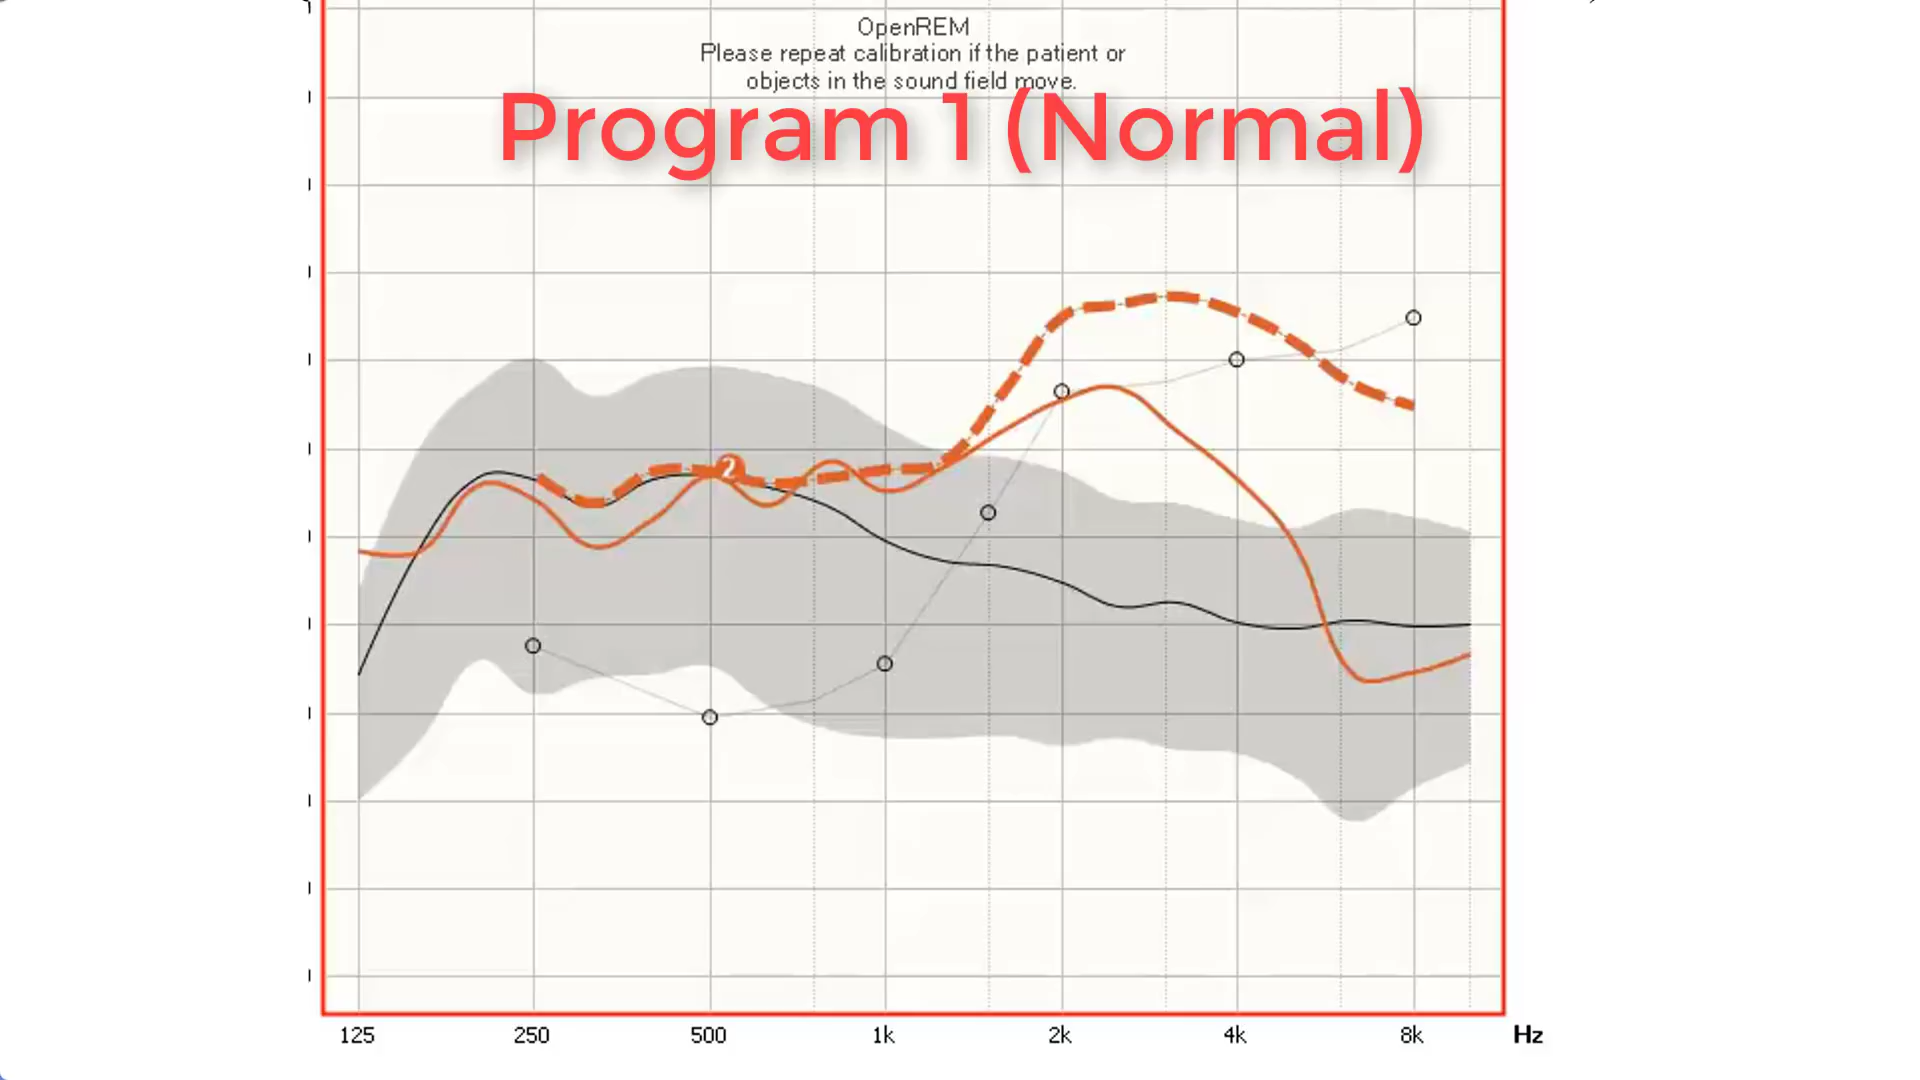 OpenREM
Please repeat calibration if the patient or
objects in the sound field move.
Program 1 (Normal)
2
125 250 500 1k 2k 4k 8k Hz